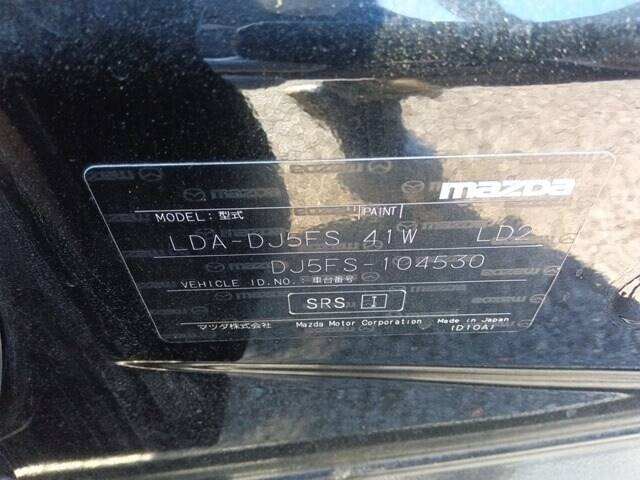 mazda
MODEL: 型式 PAINT
LDA-DJ5FS 41W LD2
DJ5FS-104530
VEHICLE ID.NO.: 車台番号
SRS I
マツダ株式会社 Mazda Motor Corporation Made in Japan
(D10A)